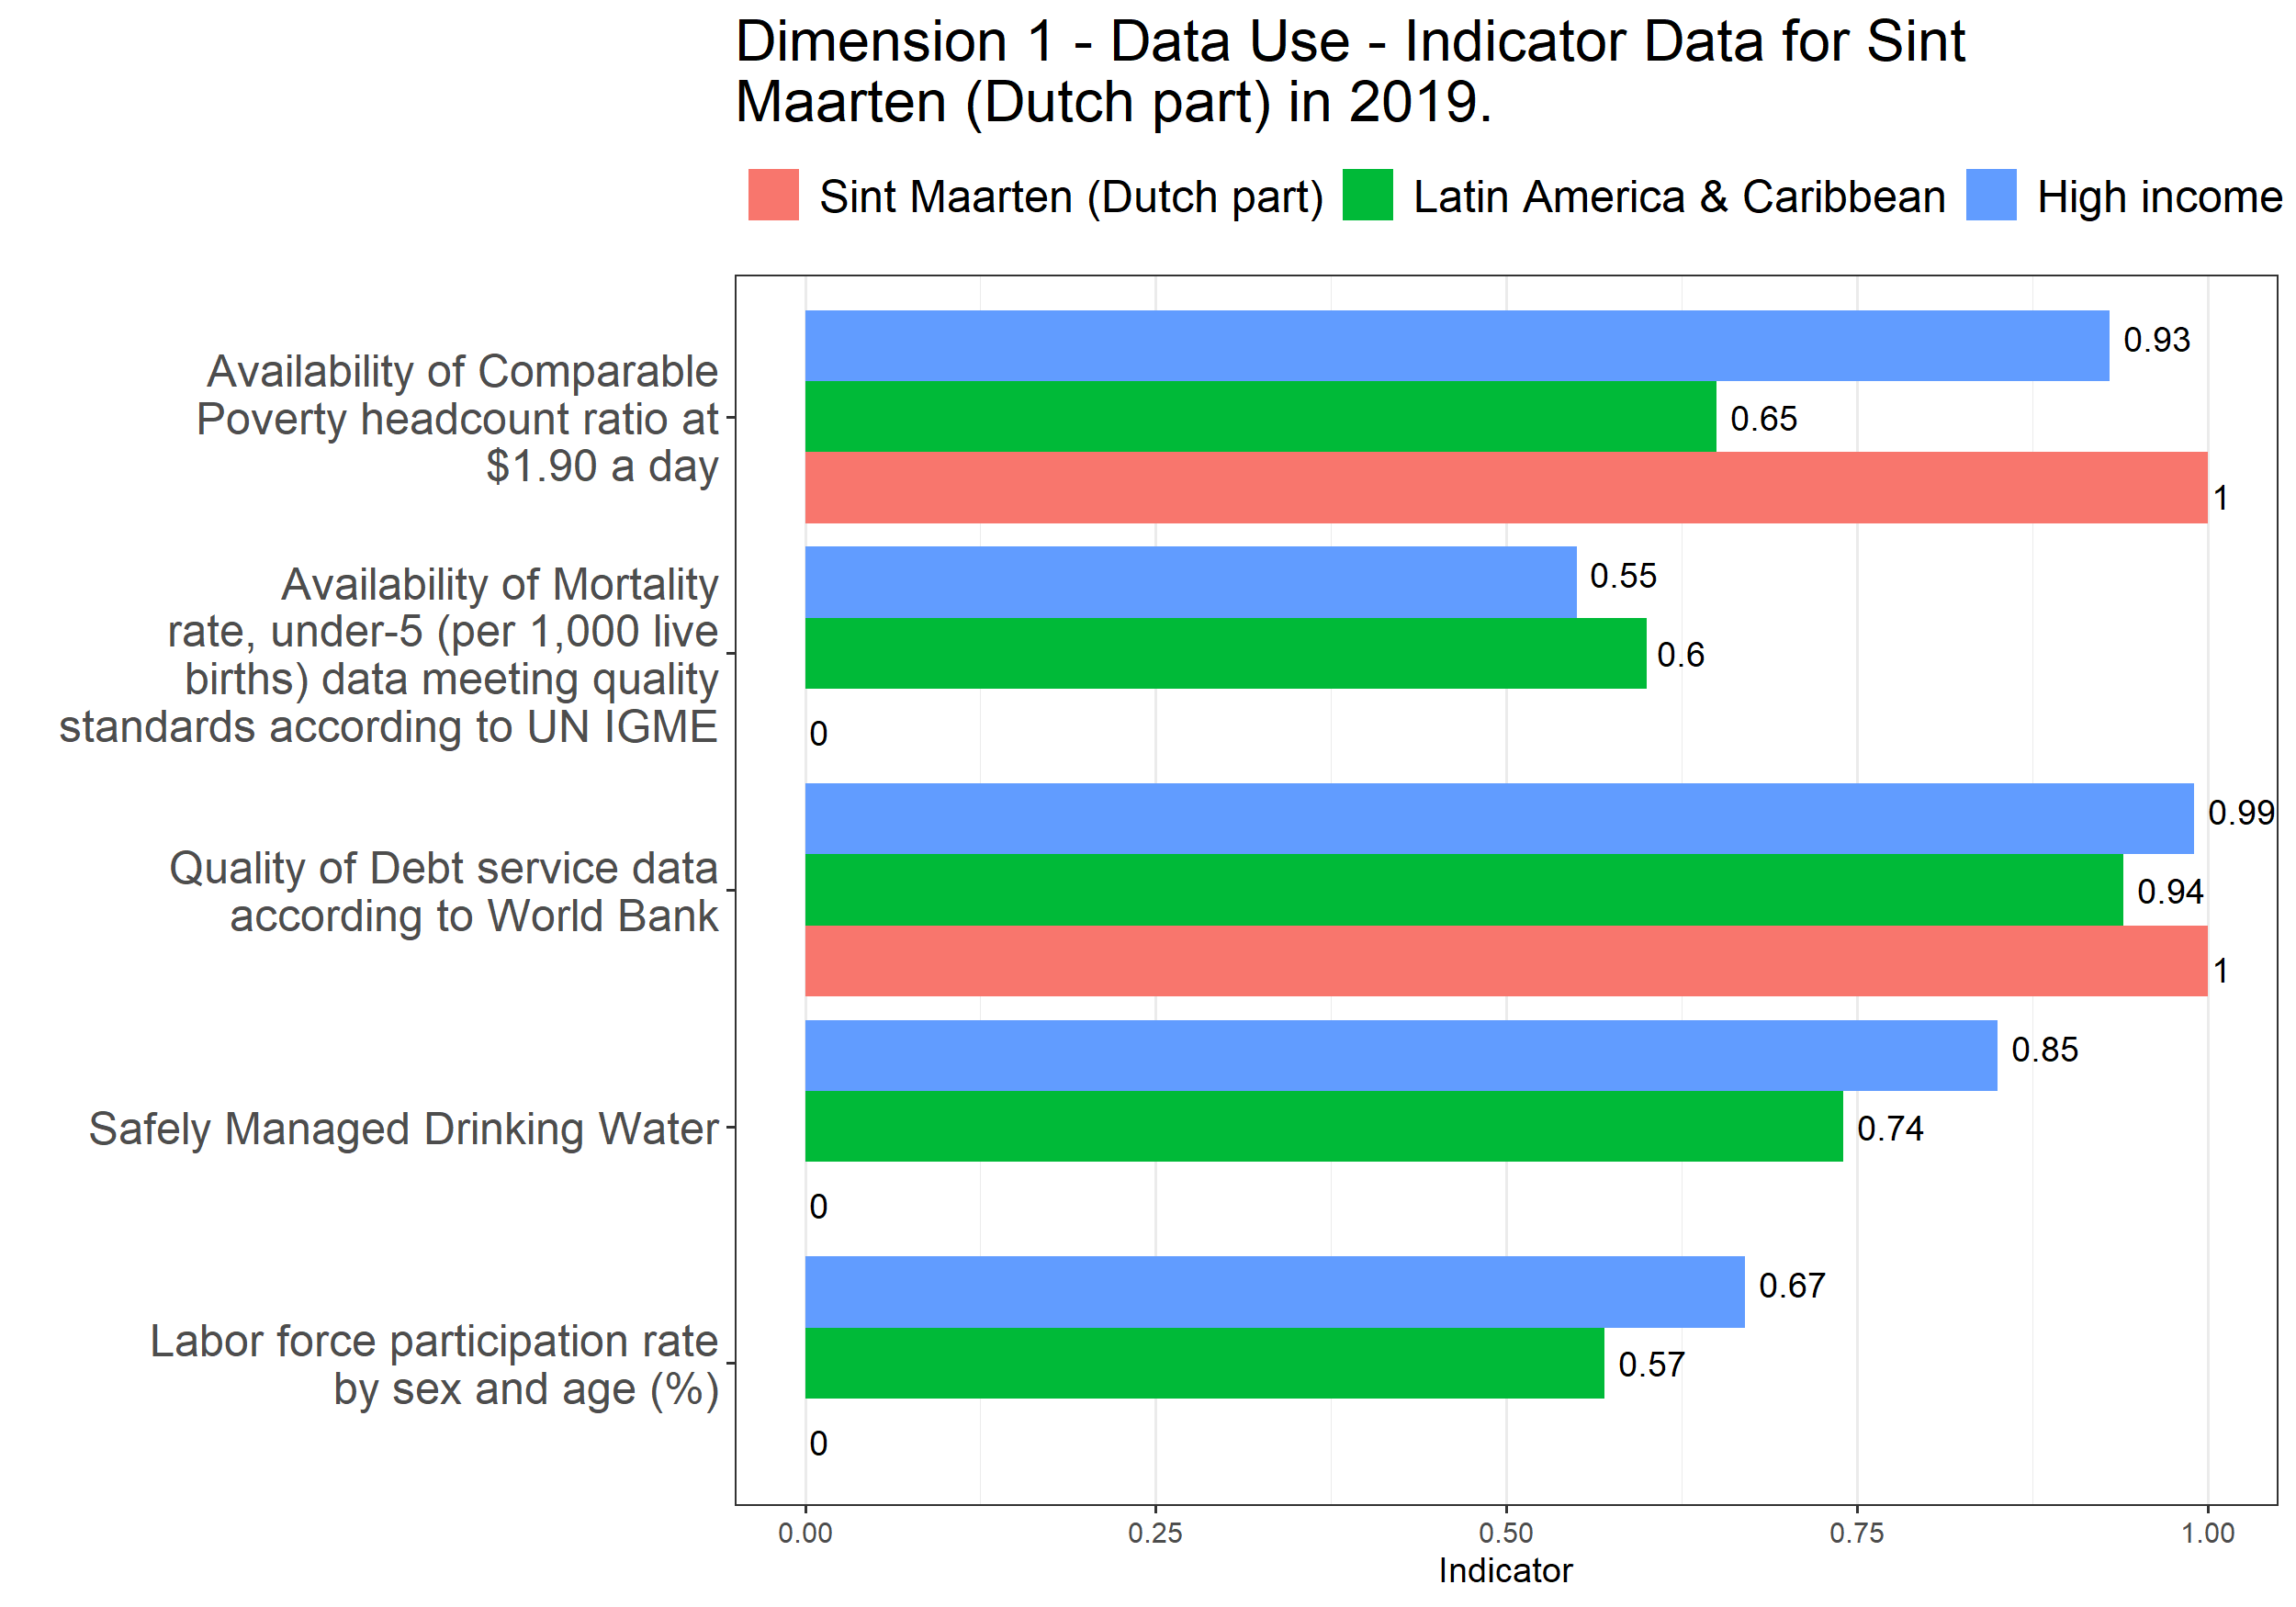 Dimension 1 - Data Use - Indicator Data for Sint
Maarten (Dutch part) in 2019.
Sint Maarten (Dutch part) Latin America & Caribbean High income
Availability of Comparable
Poverty headcount ratio at
$1.90 a day
0.93
0.65
1
Availability of Mortality
rate, under-5 (per 1,000 live
births) data meeting quality
standards according to UN IGME
0.55
0.6
0
Quality of Debt service data
according to World Bank
0.99
0.94
1
Safely Managed Drinking Water
0.85
0.74
0
Labor force participation rate
by sex and age (%)
0.67
0.57
0
0.00 0.25 0.50 0.75 1.00
Indicator